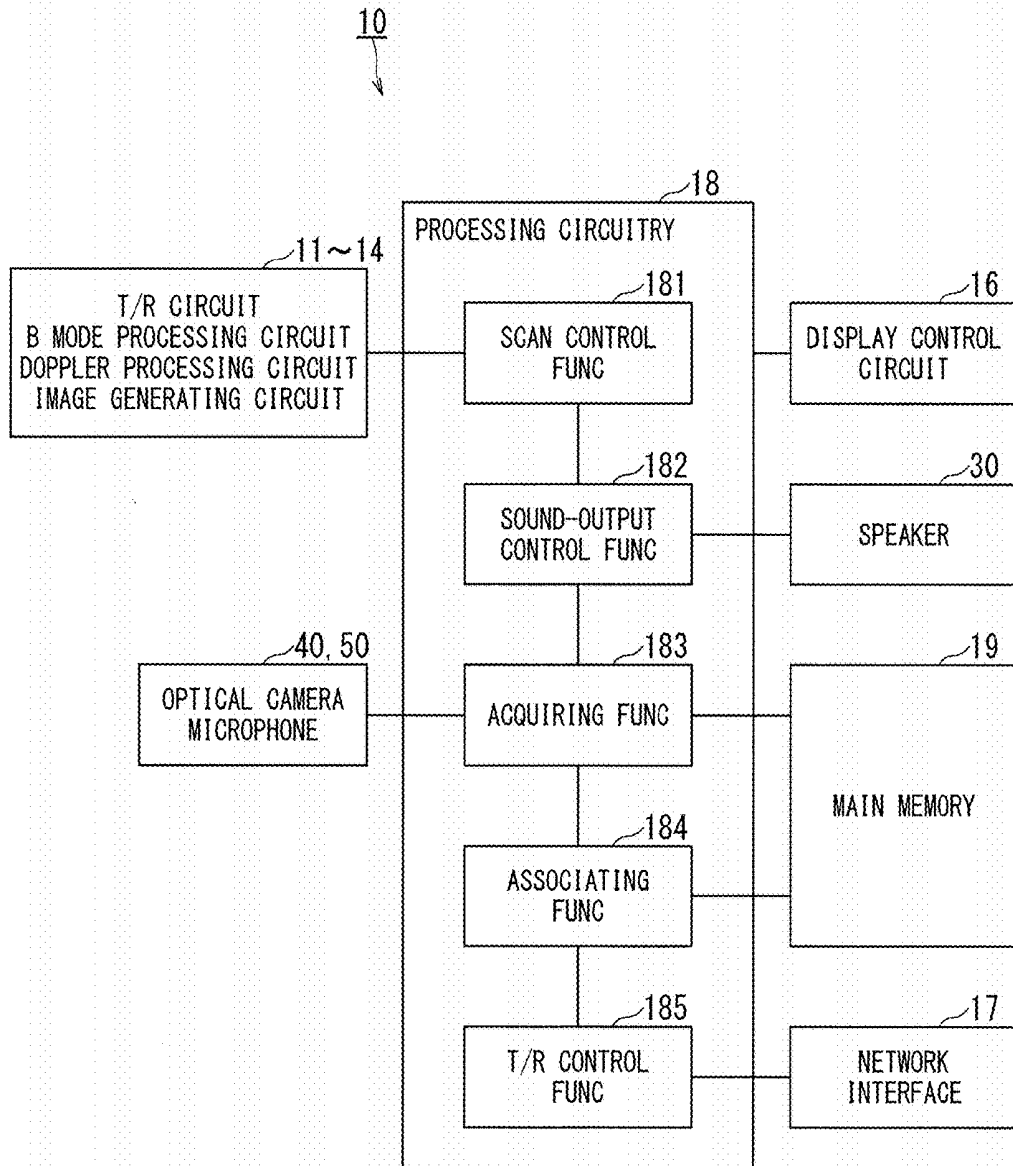 10
18
PROCESSING CIRCUITRY
11~14
T/R CIRCUIT
B MODE PROCESSING CIRCUIT
DOPPLER PROCESSING CIRCUIT
IMAGE GENERATING CIRCUIT
181
SCAN CONTROL
FUNC
16
DISPLAY CONTROL
CIRCUIT
182
SOUND-OUTPUT
CONTROL FUNC
30
SPEAKER
40, 50
OPTICAL CAMERA
MICROPHONE
183
ACQUIRING FUNC
19
MAIN MEMORY
184
ASSOCIATING
FUNC
185
T/R CONTROL
FUNC
17
NETWORK
INTERFACE